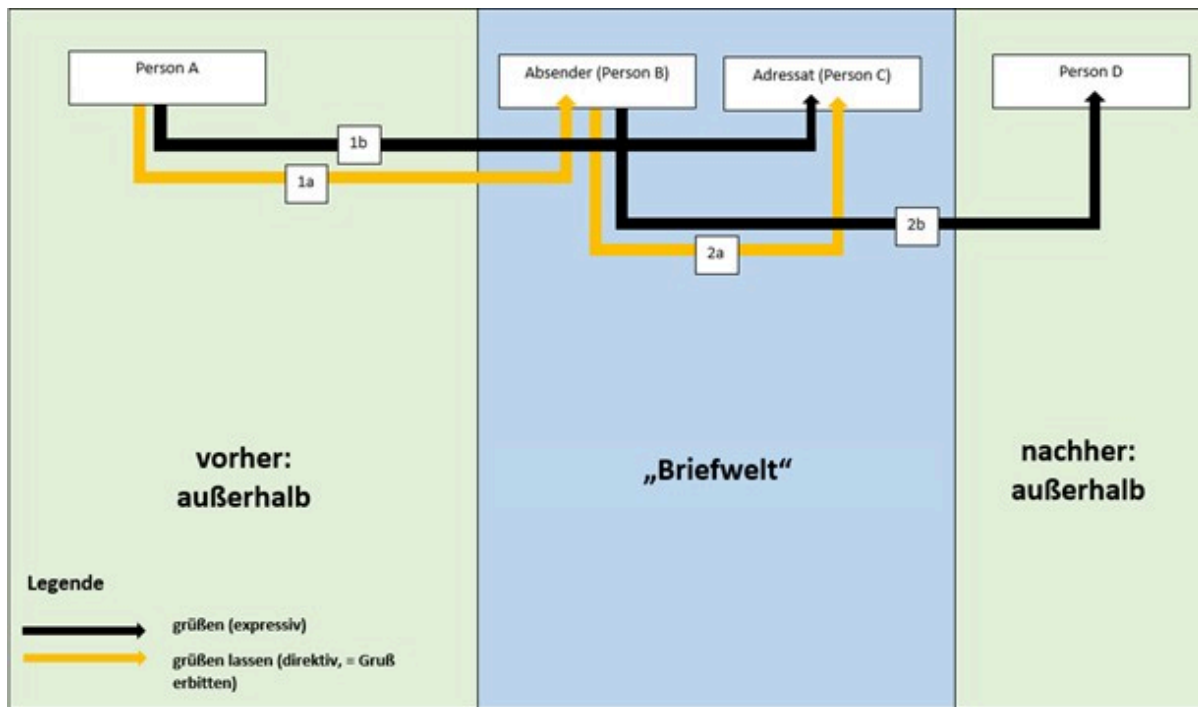 Person A
Absender (Person B)
Adressat (Person C)
Person D
1b
1a
2b
2a
vorher:
außerhalb
„Briefwelt“
nachher:
außerhalb
Legende
grüßen (expressiv)
grüßen lassen (direktiv, = Gruß
erbitten)